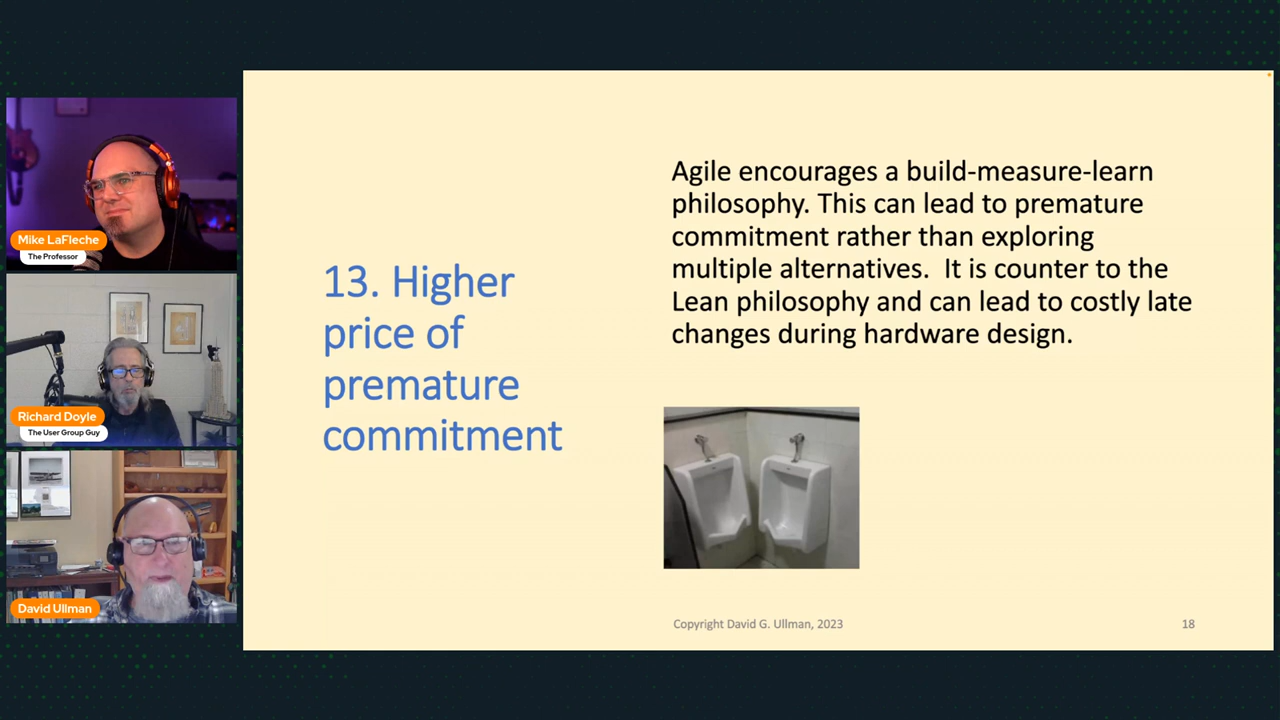 Mike LaFleche
The Professor
Richard Doyle
The User Group Guy
David Ullman
13. Higher
price of
premature
commitment
Agile encourages a build-measure-learn
philosophy. This can lead to premature
commitment rather than exploring
multiple alternatives.  It is counter to the
Lean philosophy and can lead to costly late
changes during hardware design.
Copyright David G. Ullman, 2023
18